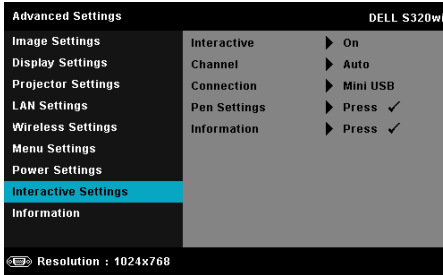 Advanced Settings DELL S320wi
Image Settings Interactive On
Display Settings Channel Auto
Projector Settings Connection Mini USB
LAN Settings Pen Settings Press ✓
Wireless Settings Information Press ✓
Menu Settings
Power Settings
Interactive Settings
Information
Resolution : 1024x768